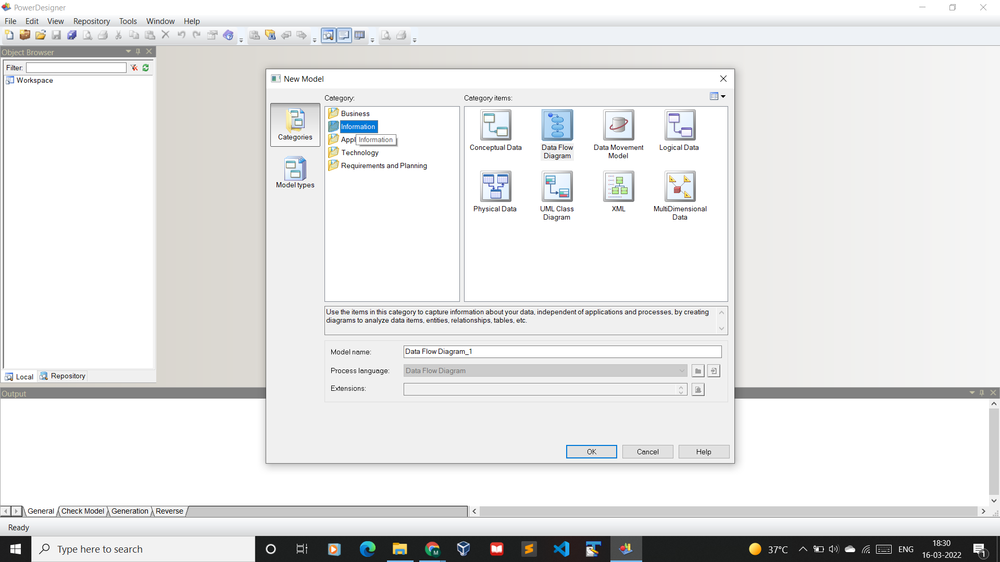 PowerDesigner
File Edit View Repository Tools Window Help
Object Browser
Filter:
Workspace
Local Repository
New Model
Category:
Category items:
Categories
Model types
Business
Information
Appl
Information
Technology
Requirements and Planning
Conceptual Data
Data Flow
Diagram
Data Movement
Model
Logical Data
Physical Data
UML Class
Diagram
XML
MultiDimensional
Data
Use the items in this category to capture information about your data, independent of applications and processes, by creating
diagrams to analyze data items, entities, relationships, tables, etc.
Model name: Data Flow Diagram_1
Process language: Data Flow Diagram
Extensions:
OK Cancel Help
Output
General Check Model Generation Reverse
Ready
Type here to search
M
37°C
ENG
18:30
16-03-2022
1